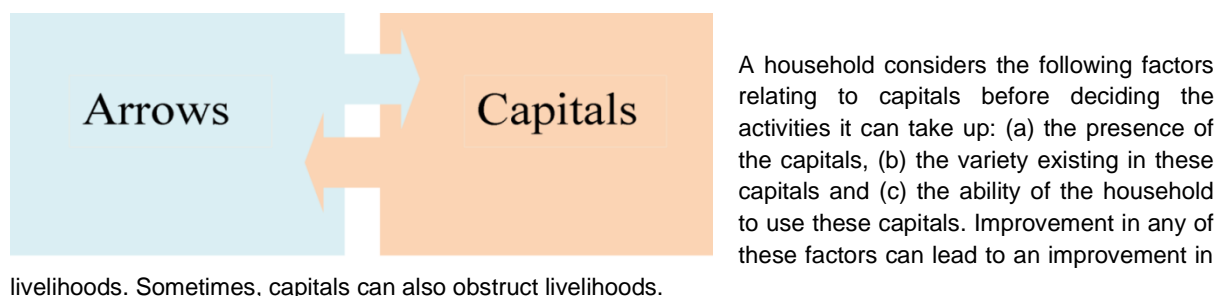 Arrows
Capitals
A household considers the following factors
relating to capitals before deciding the
activities it can take up: (a) the presence of
the capitals, (b) the variety existing in these
capitals and (c) the ability of the household
to use these capitals. Improvement in any of
these factors can lead to an improvement in
livelihoods. Sometimes, capitals can also obstruct livelihoods.